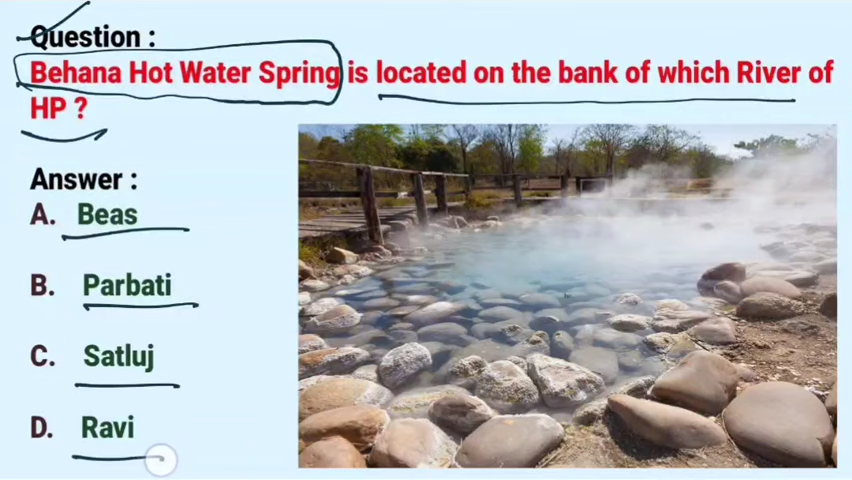 Question :
Behana Hot Water Spring is located on the bank of which River of
HP ?
Answer :
A. Beas
B. Parbati
C. Satluj
D. Ravi